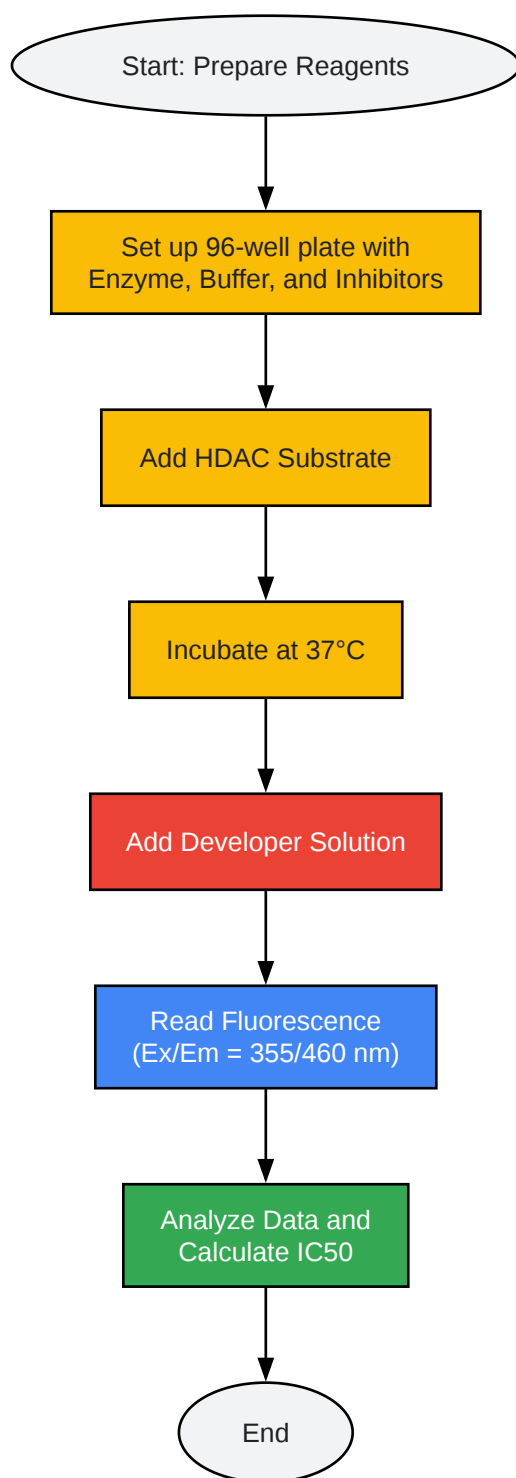 Start: Prepare Reagents
Set up 96-well plate with
Enzyme, Buffer, and Inhibitors
Add HDAC Substrate
Incubate at 37°C
Add Developer Solution
Read Fluorescence
(Ex/Em = 355/460 nm)
Analyze Data and
Calculate IC50
End